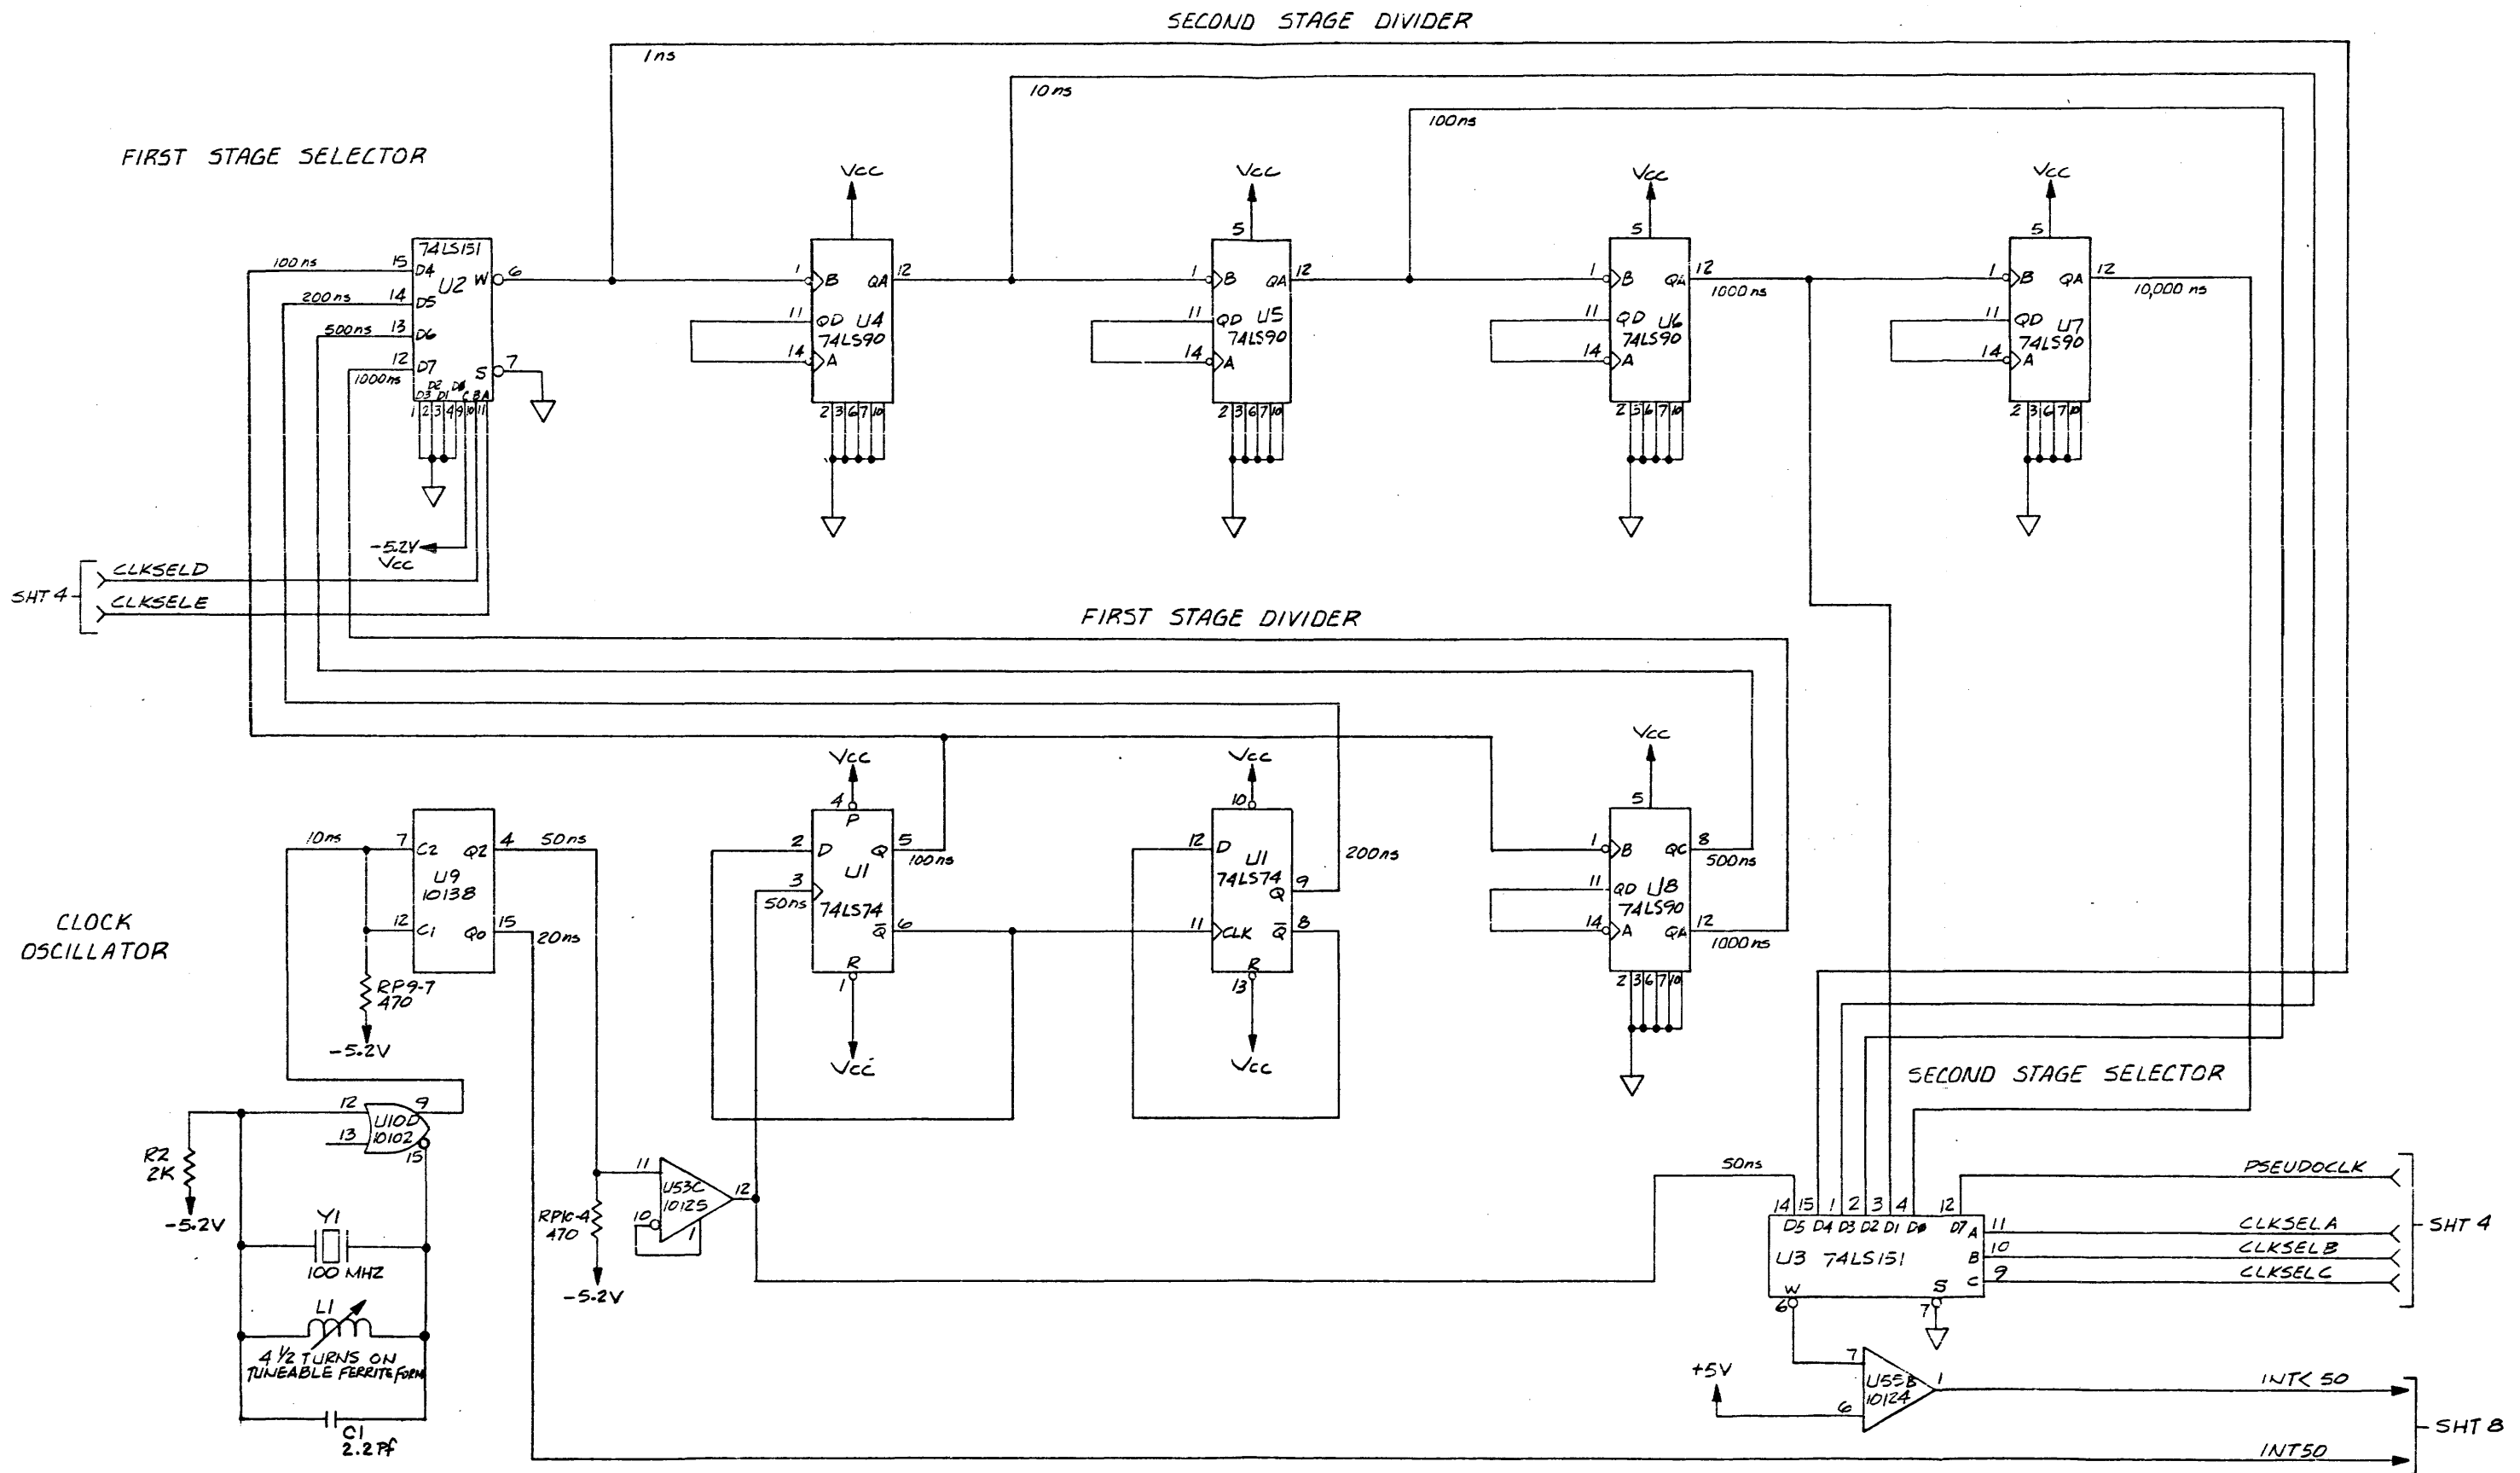 SECOND STAGE DIVIDER
1ns
10ns
100ns
FIRST STAGE SELECTOR
Vcc
Vcc
Vcc
Vcc
5
5
5
74LS151
100ns 15 D4
U2 W 6
200ns 14 D5
500ns 13 D6
12 D7 S 7
1000ns
D2 DØ
D3 D1 C B A
1 2 3 4 9 10 11
1 B QA 12
11 QD U4
74LS90
14 A
2 3 6 7 10
1 B QA 12
11 QD U5
74LS90
14 A
2 3 6 7 10
1 B QA 12
1000ns
11 QD U6
74LS90
14 A
2 3 6 7 10
1 B QA 12
10,000 ns
11 QD U7
74LS90
14 A
2 3 6 7 10
-5.2V
Vcc
SHT 4
CLKSELD
CLKSELE
FIRST STAGE DIVIDER
CLOCK
OSCILLATOR
10ns 7 C2 Q2 4 50ns
U9
10138
12 C1 Q0 15 20ns
RP9-7
470
-5.2V
Vcc
4
P
2 D Q 5
100ns
U1
3
50ns
74LS74
Q̅ 6
R
1
Vcc
Vcc
10
12 D
U1
74LS74
Q 9
200ns
11 CLK Q̅ 8
R
13
Vcc
Vcc
5
1 B QC 8
500ns
11 QD U8
74LS90
14 A QA 12
1000ns
2 3 6 7 10
12 9
U10D
13 10102
15
R2
2K
-5.2V
Y1
100 MHZ
L1
4 1/2 TURNS ON
TUNEABLE FERRITE FORM
C1
2.2 Pf
11
U53C 12
10125
10
1
RP10-4
470
-5.2V
SECOND STAGE SELECTOR
50ns
PSEUDOCLK
14 15 1 2 3 4 12
D5 D4 D3 D2 D1 DØ D7 A 11 CLKSELA
U3 74LS151 B 10 CLKSELB
W S C 9 CLKSELC
6 7
SHT 4
+5V
7
U55B 1 INT< 50
10124
6
SHT 8
INT50